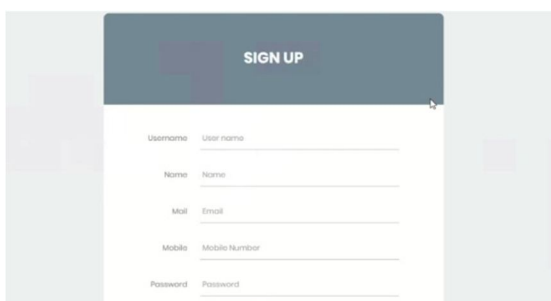 SIGN UP
Username User name
Name Name
Mail Email
Mobile Mobile Number
Password Password